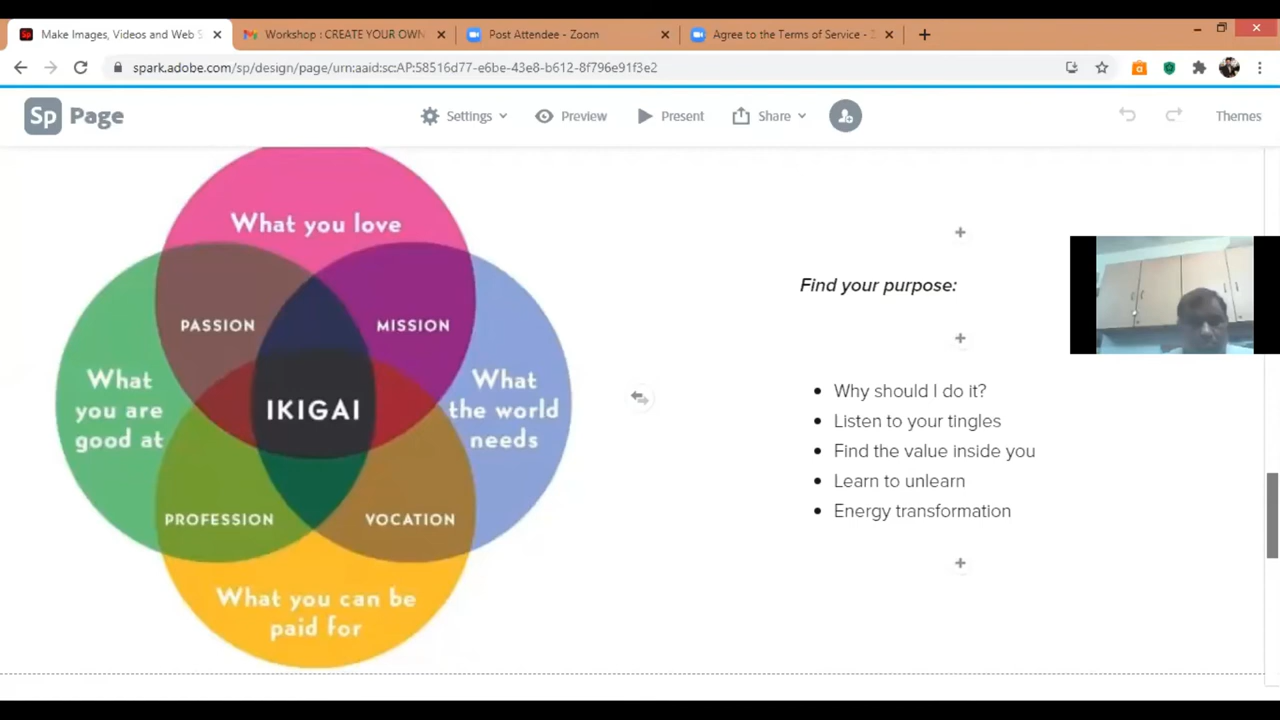 Make Images, Videos and Web S
Workshop : CREATE YOUR OWN
Post Attendee - Zoom
Agree to the Terms of Service -
spark.adobe.com/sp/design/page/urn:aaid:sc:AP:58516d77-e6be-43e8-b612-8f796e91f3e2
Sp Page
Settings
Preview
Present
Share
Themes
What you love
PASSION
MISSION
What
you are
good at
IKIGAI
What
the world
needs
PROFESSION
VOCATION
What you can be
paid for
Find your purpose:
Why should I do it?
Listen to your tingles
Find the value inside you
Learn to unlearn
Energy transformation